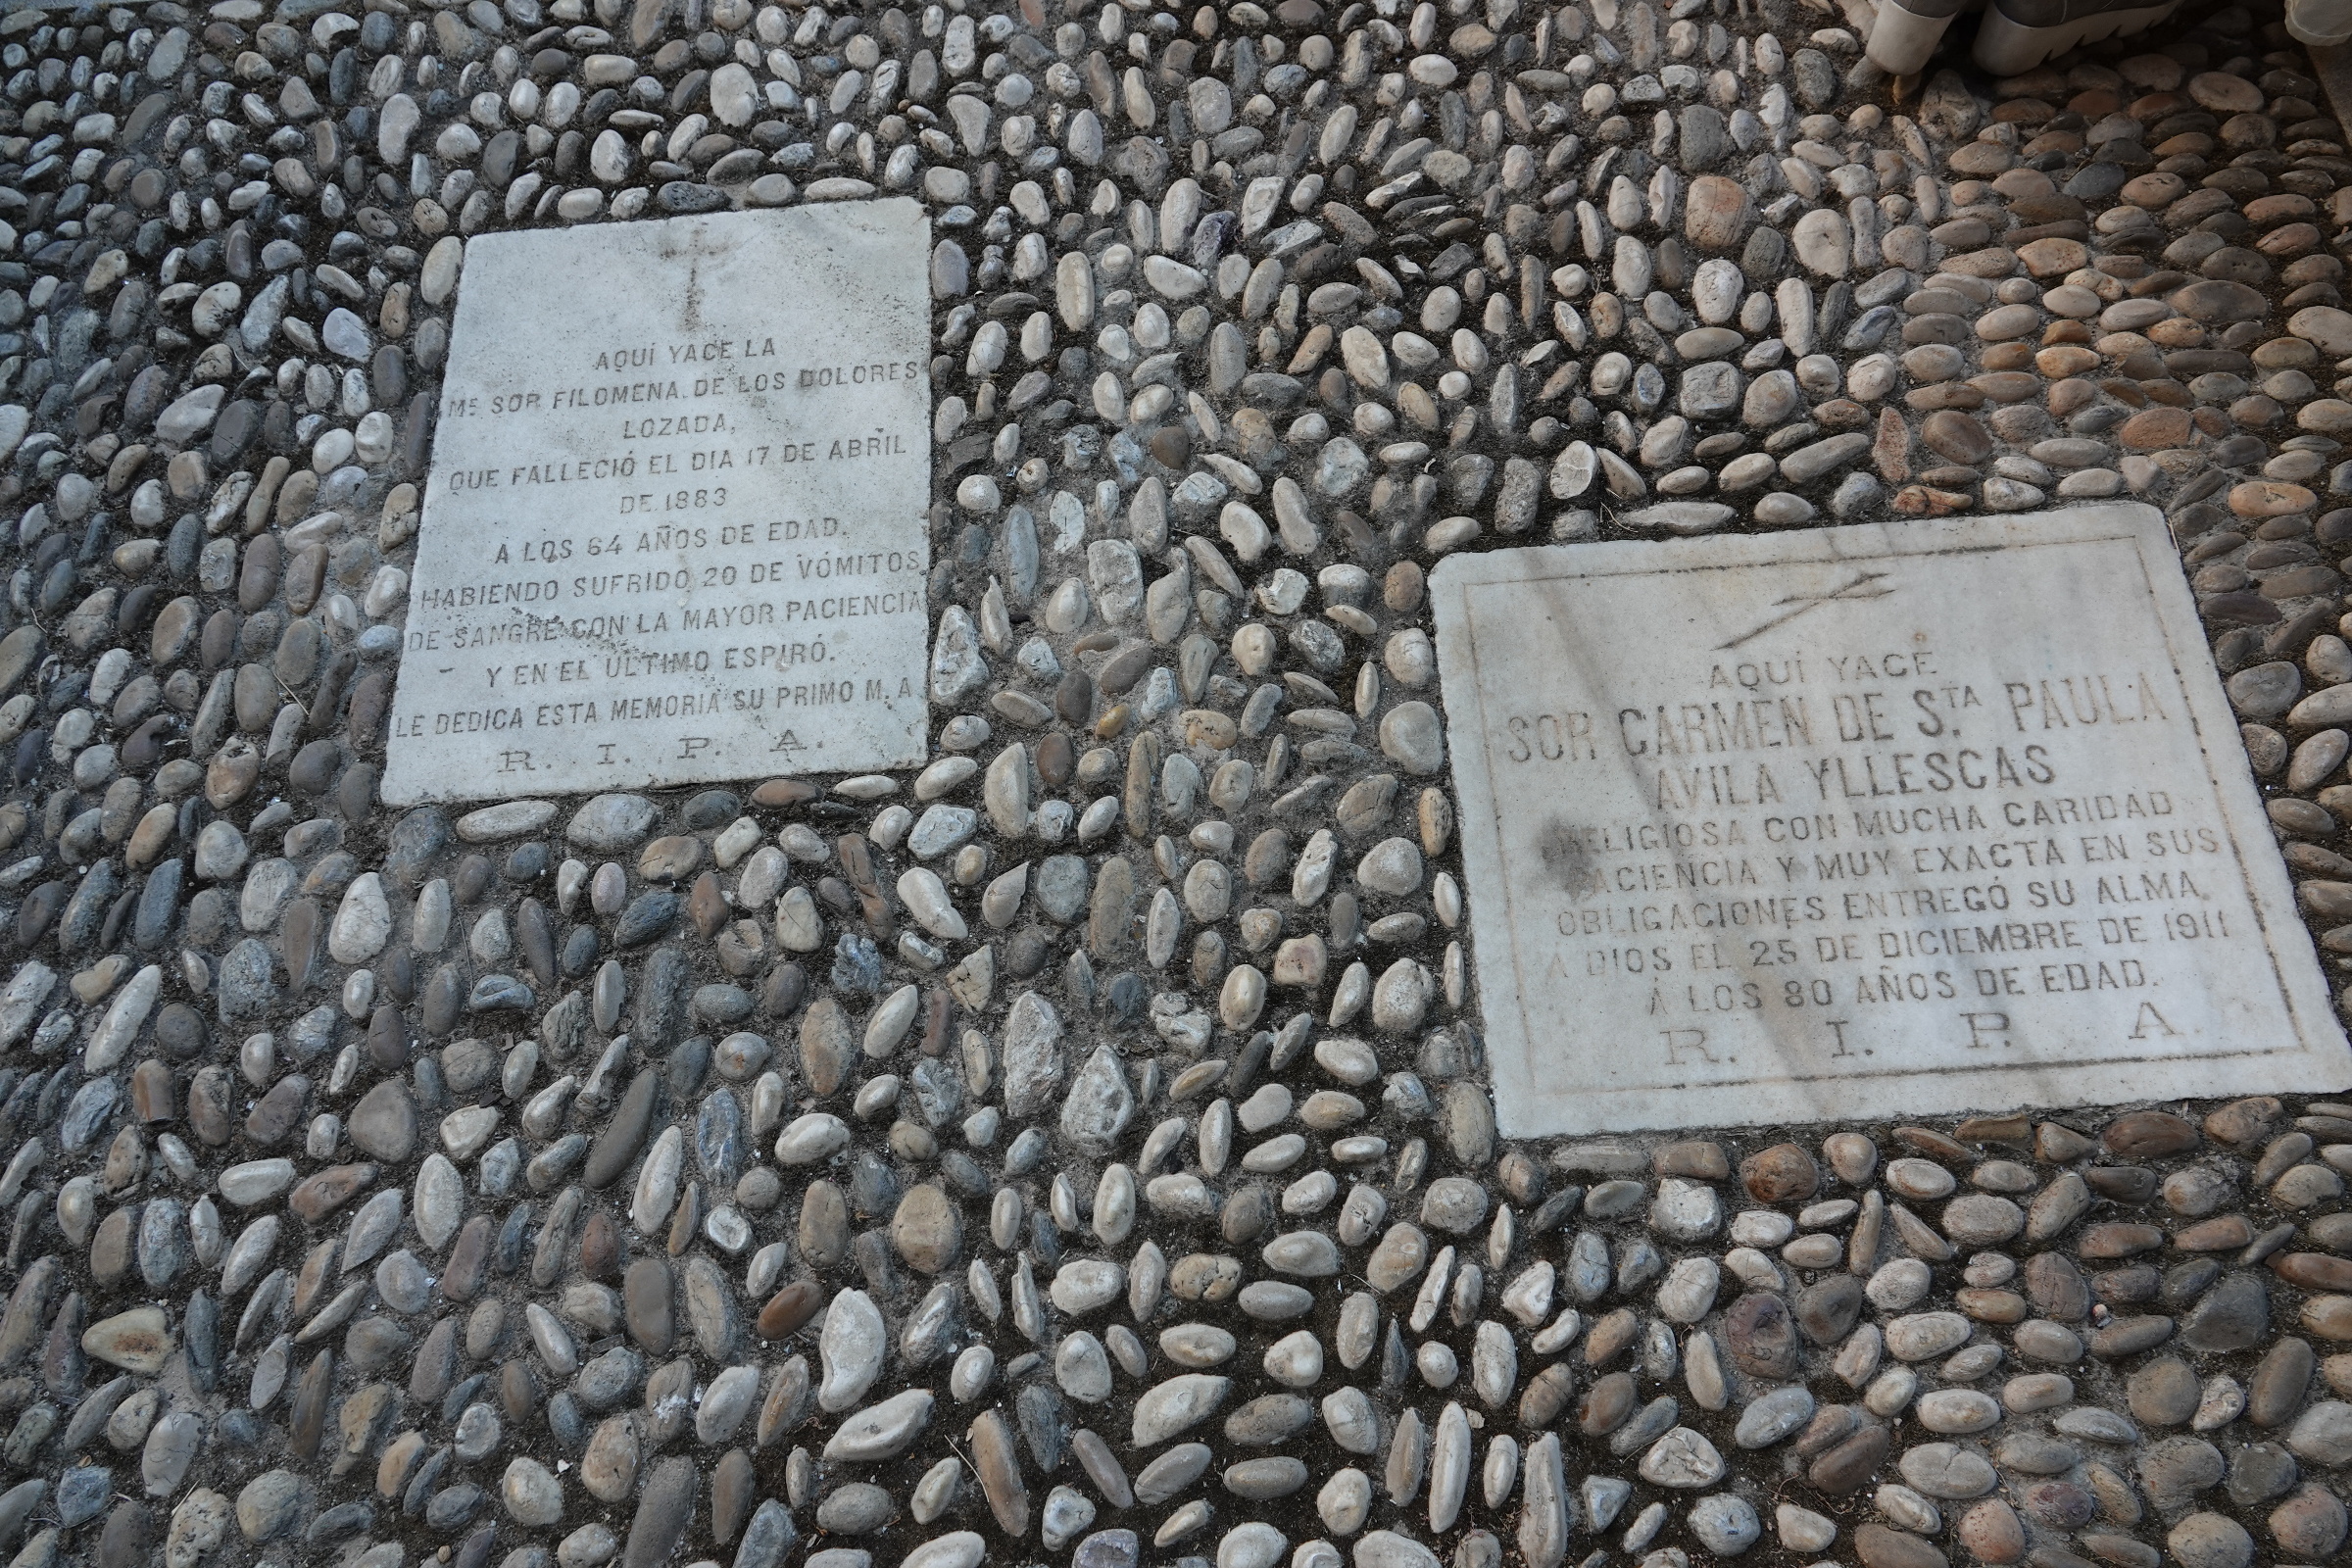 AQUÍ YACE LA
Mᴱ SOR FILOMENA DE LOS DOLORES
LOZADA,
QUE FALLECIÓ EL DIA 17 DE ABRIL
DE 1883
A LOS 64 AÑOS DE EDAD,
HABIENDO SUFRIDO 20 DE VÓMITOS
DE SANGRE CON LA MAYOR PACIENCIA
Y EN EL ULTIMO ESPIRÓ.
LE DEDICA ESTA MEMORIA SU PRIMO M. A.
R. I. P. A.
AQUÍ YACE
SOR CARMEN DE Sᵀᴬ PAULA
AVILA YLLESCAS
RELIGIOSA CON MUCHA CARIDAD
PACIENCIA Y MUY EXACTA EN SUS
OBLIGACIONES ENTREGÓ SU ALMA
A DIOS EL 25 DE DICIEMBRE DE 1911
Á LOS 80 AÑOS DE EDAD.
R. I. P. A.